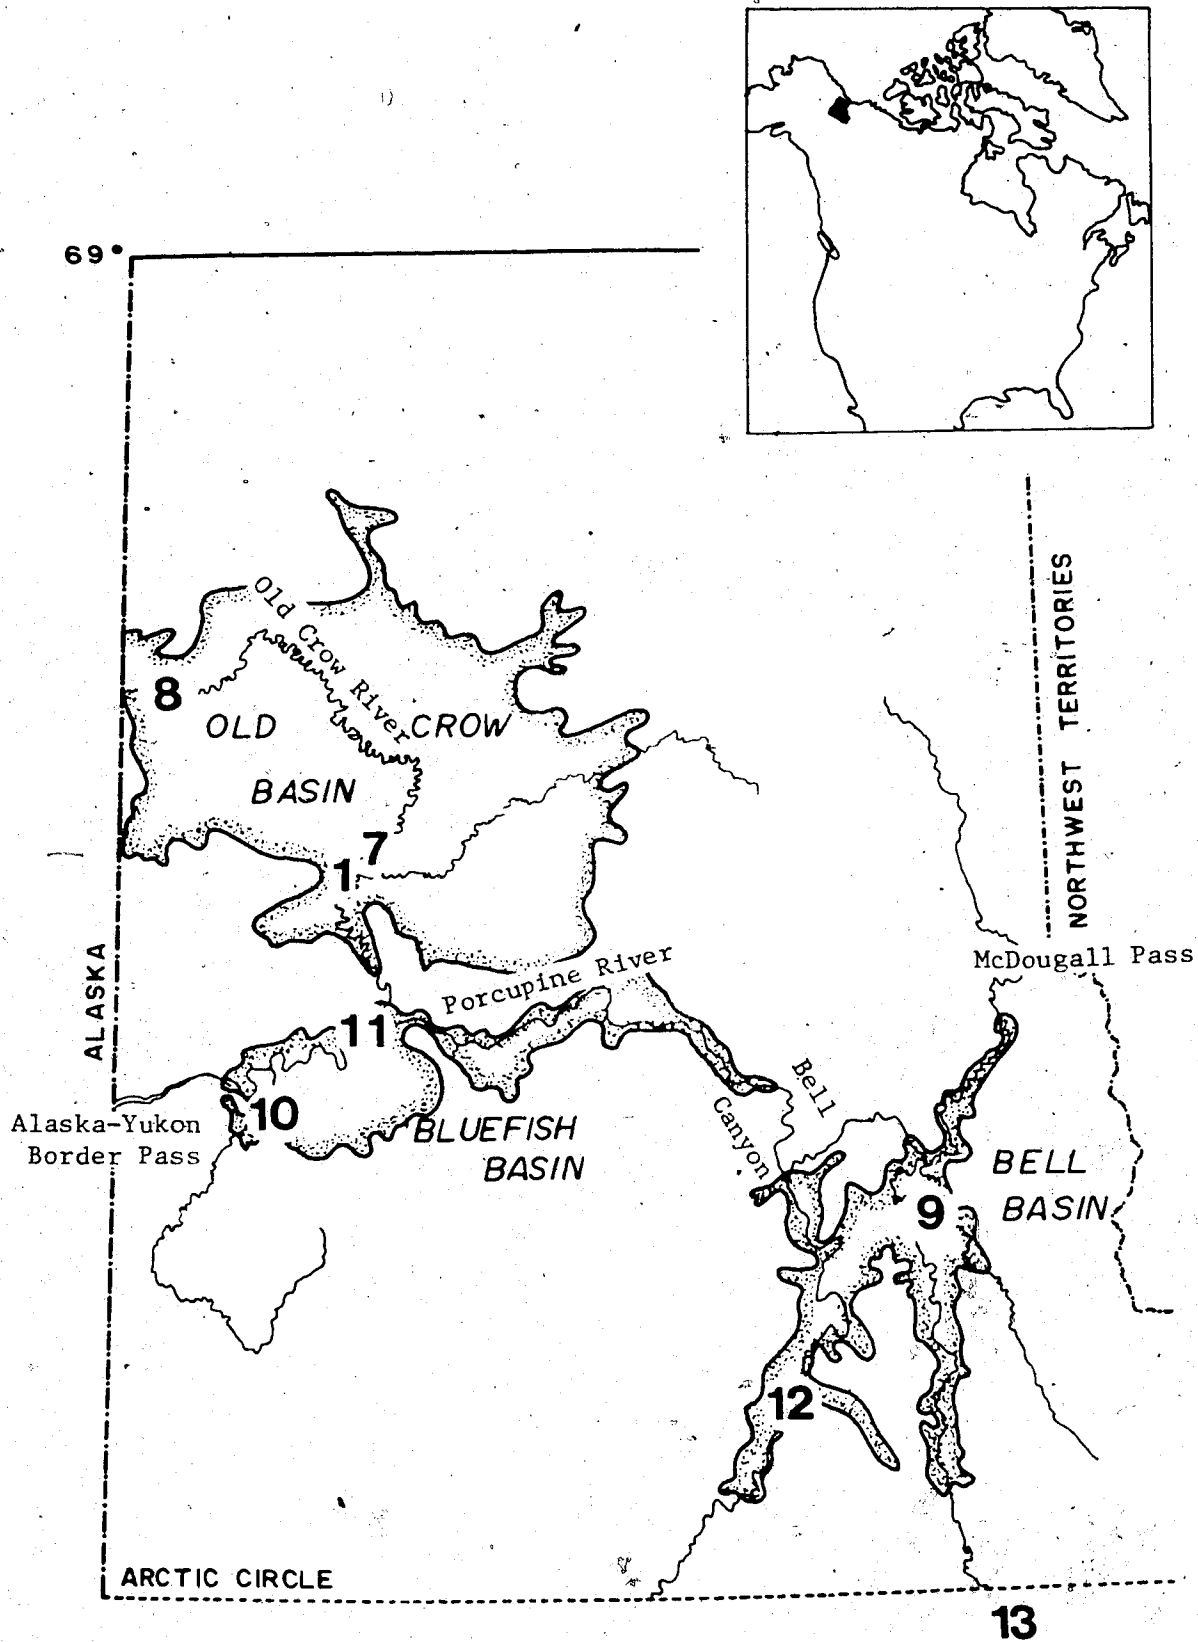 69°
Old Crow River
NORTHWEST TERRITORIES
8
OLD CROW
BASIN
7
1
ALASKA
McDougall Pass
Porcupine River
11
Bell
Canyon
10
Alaska-Yukon
Border Pass
BLUEFISH
BASIN
BELL
BASIN
9
12
ARCTIC CIRCLE
13